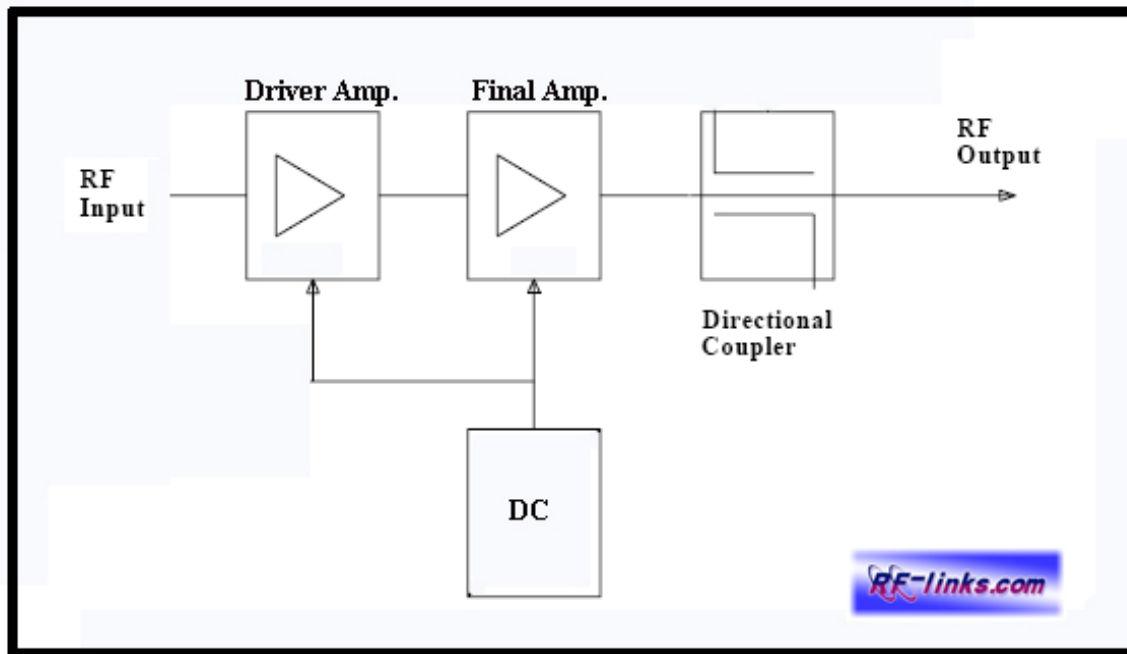 Driver Amp.
Final Amp.
RF
Input
RF
Output
Directional
Coupler
DC
RF-links.com